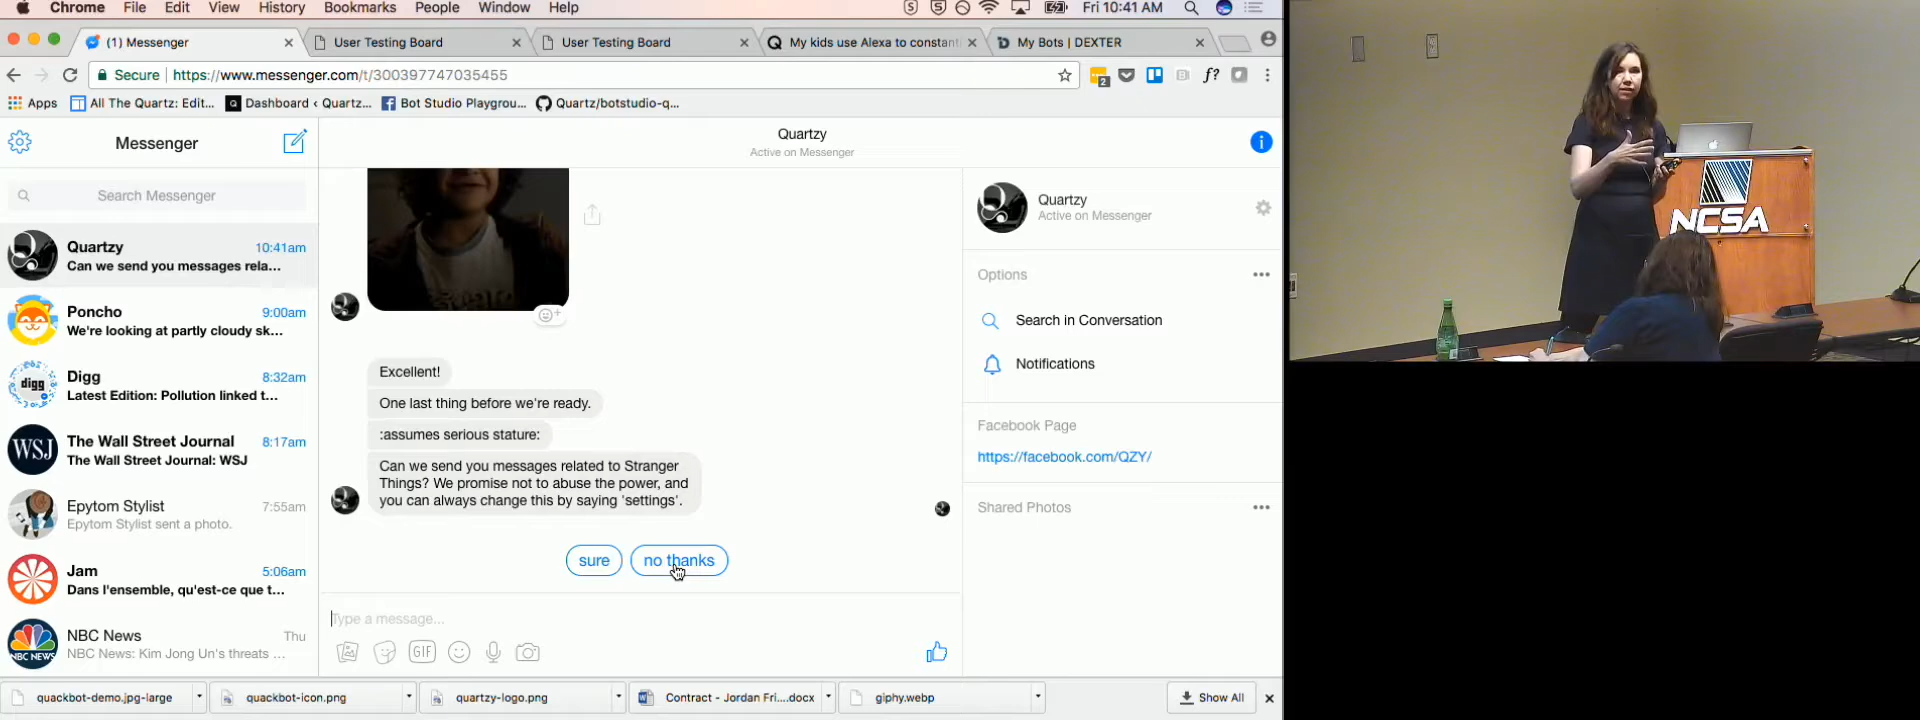 Chrome File Edit View History Bookmarks People Window Help
Fri 10:41 AM
(1) Messenger
User Testing Board
User Testing Board
My kids use Alexa to constant
My Bots | DEXTER
Secure https://www.messenger.com/t/300397747035455
f?
2
Apps
All The Quartz: Edit...
Dashboard ‹ Quartz...
Bot Studio Playgrou...
Quartz/botstudio-q...
Messenger
Search Messenger
Quartzy 10:41am
Can we send you messages rela...
Poncho 9:00am
We're looking at partly cloudy sk...
digg
Digg 8:32am
Latest Edition: Pollution linked t...
WSJ
The Wall Street Journal 8:17am
The Wall Street Journal: WSJ
Epytom Stylist 7:55am
Epytom Stylist sent a photo.
Jam 5:06am
Dans l'ensemble, qu'est-ce que t...
NBC NEWS
NBC News Thu
NBC News: Kim Jong Un's threats ...
Quartzy
Active on Messenger
Excellent!
One last thing before we're ready.
:assumes serious stature:
Can we send you messages related to Stranger
Things? We promise not to abuse the power, and
you can always change this by saying 'settings'.
sure
no thanks
Type a message...
GIF
Quartzy
Active on Messenger
Options
Search in Conversation
Notifications
Facebook Page
https://facebook.com/QZY/
Shared Photos
quackbot-demo.jpg-large
quackbot-icon.png
quartzy-logo.png
Contract - Jordan Fri....docx
giphy.webp
Show All
NCSA